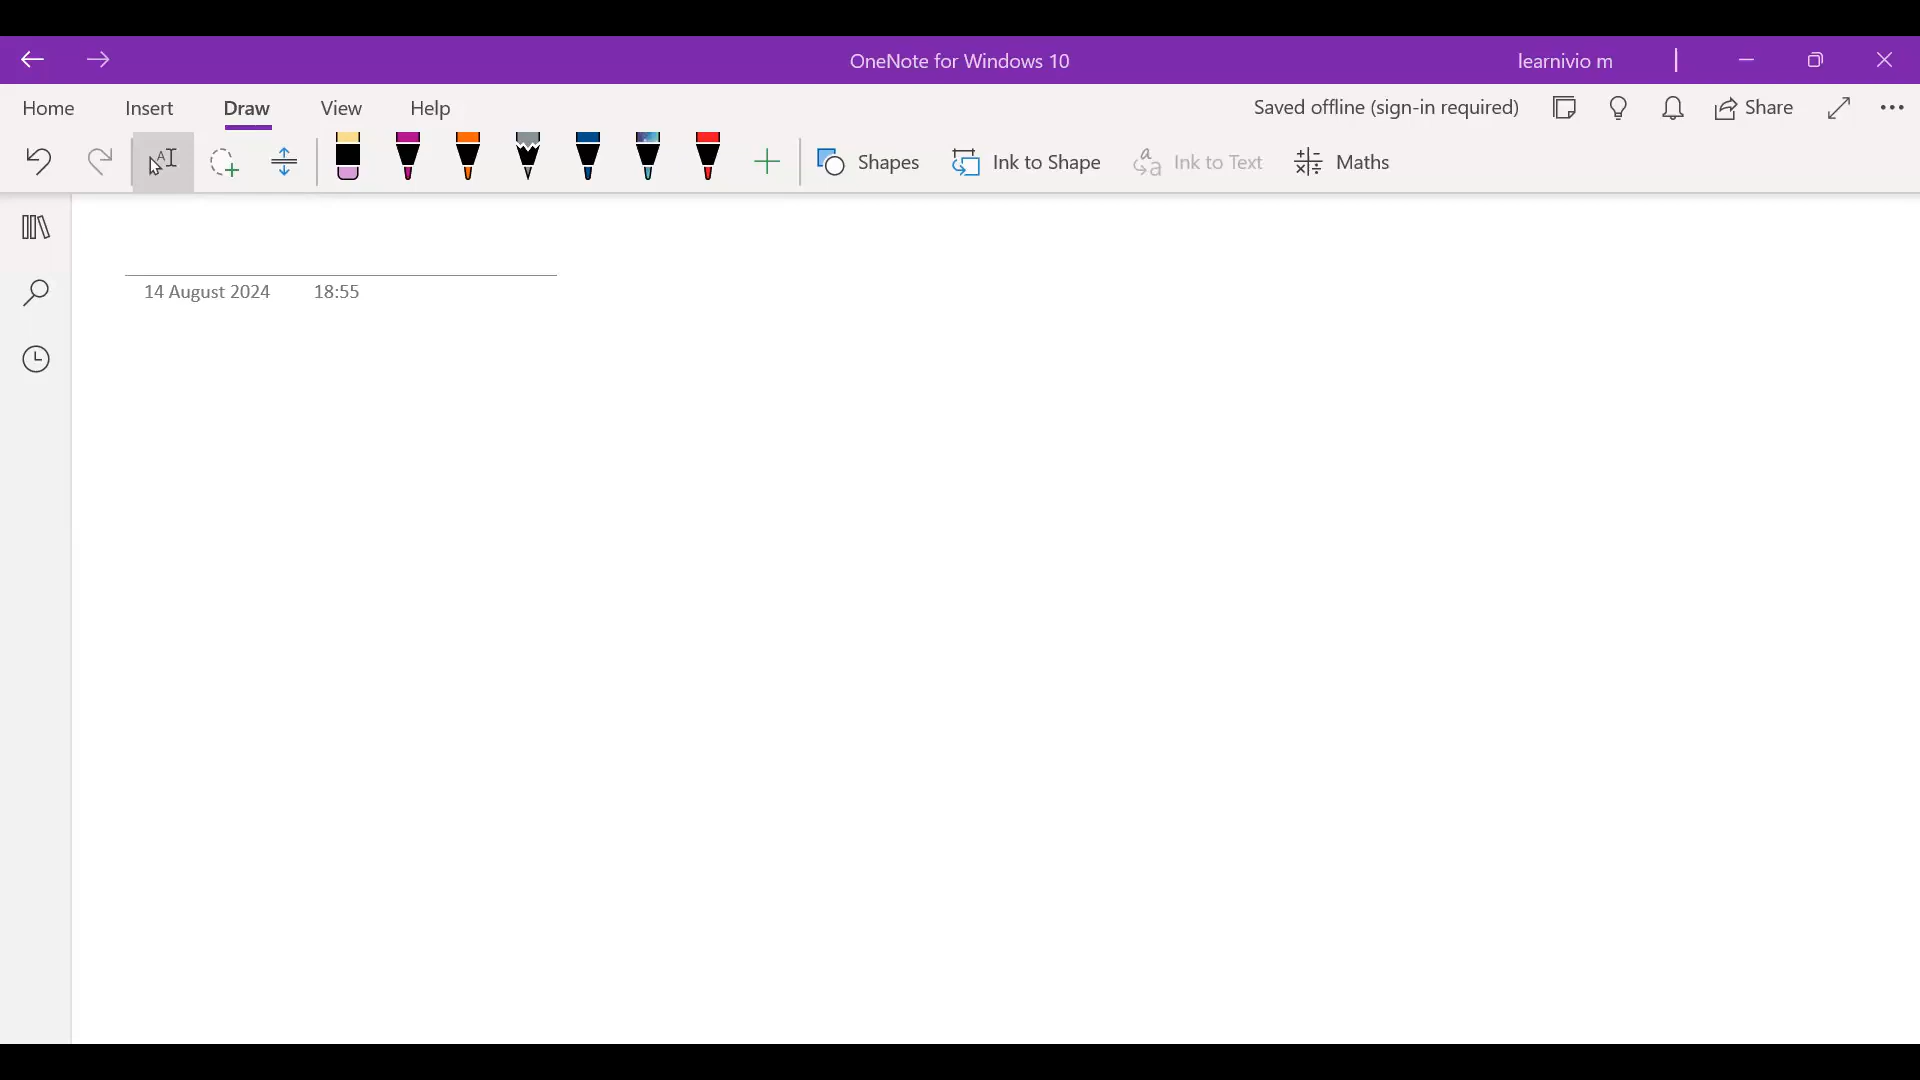 OneNote for Windows 10 learnivio m
Home Insert Draw View Help Saved offline (sign-in required) Share
Shapes Ink to Shape Ink to Text Maths
14 August 2024 18:55